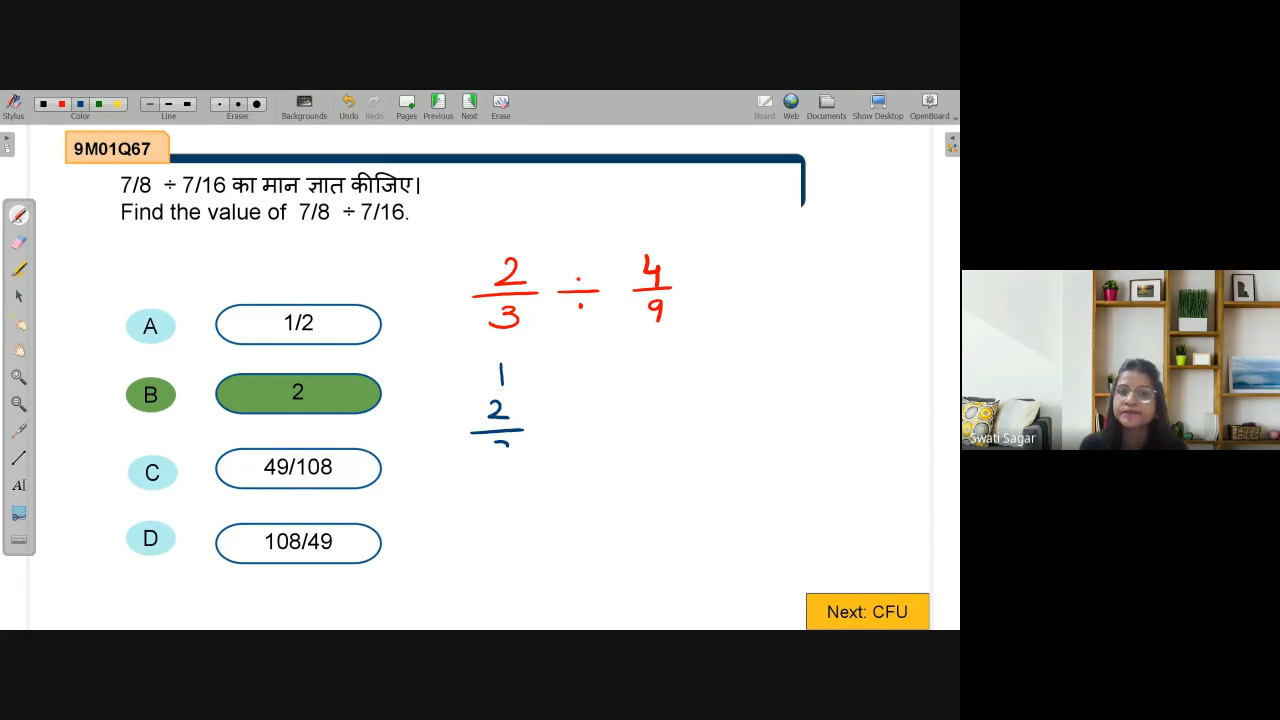 Stylus
Color
Line
Eraser
Backgrounds
Undo
Redo
Pages
Previous
Next
Erase
Board
Web
Documents
Show Desktop
OpenBoard
9M01Q67
7/8 ÷ 7/16 का मान ज्ञात कीजिए।
Find the value of 7/8 ÷ 7/16.
2/3 ÷ 4/9
A 1/2
1
B 2
2
C 49/108
D 108/49
Swati Sagar
Next: CFU